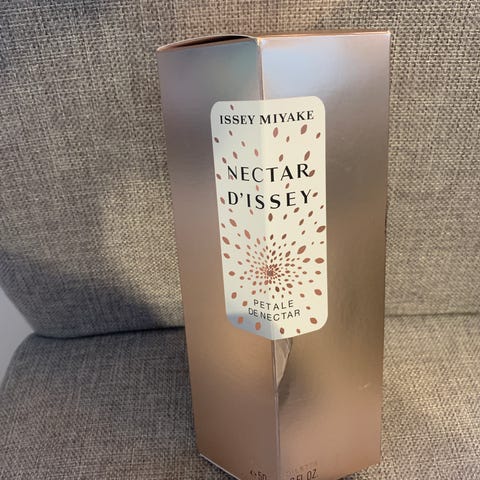 ISSEY MIYAKE
NECTAR
D'ISSEY
PETALE
DE NECTAR